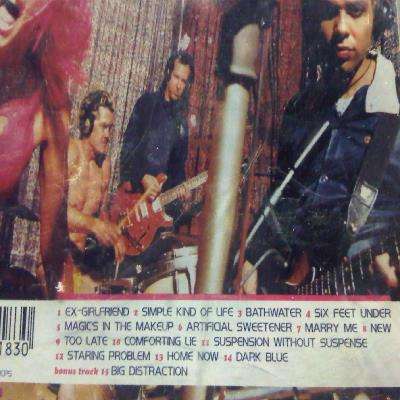 1 EX-GIRLFRIEND 2 SIMPLE KIND OF LIFE 3 BATHWATER 4 SIX FEET UNDER
5 MAGIC'S IN THE MAKEUP 6 ARTIFICIAL SWEETENER 7 MARRY ME 8 NEW
9 TOO LATE 10 COMFORTING LIE 11 SUSPENSION WITHOUT SUSPENSE
12 STARING PROBLEM 13 HOME NOW 14 DARK BLUE
bonus track 15 BIG DISTRACTION
1830